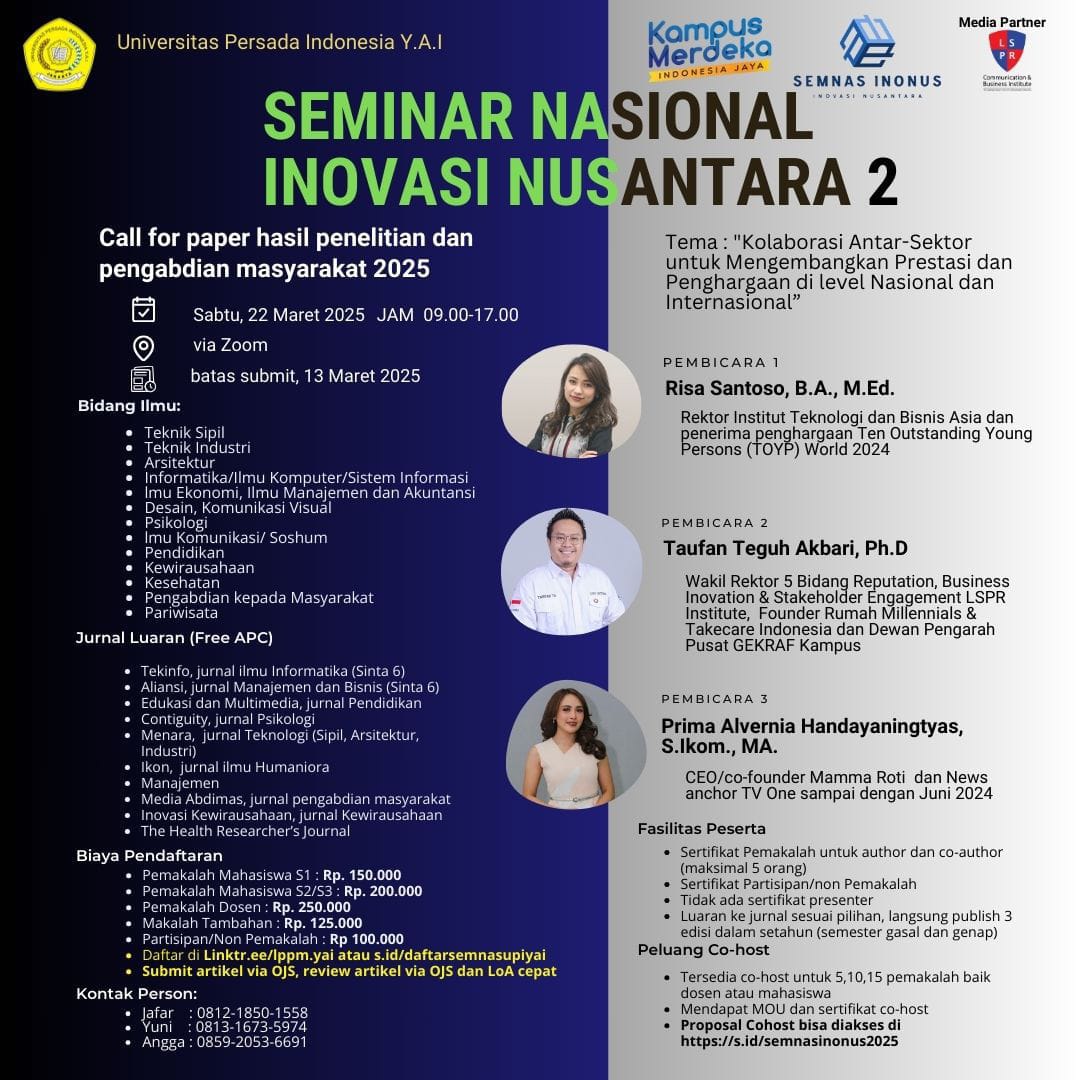 Universitas Persada Indonesia Y.A.I
Kampus
Merdeka
INDONESIA JAYA
SEMNAS INONUS
INOVASI NUSANTARA
Media Partner
L S
P R
Communication &
Business Institute
SEMINAR NASIONAL
INOVASI NUSANTARA 2
Call for paper hasil penelitian dan
pengabdian masyarakat 2025
Sabtu, 22 Maret 2025 JAM 09.00-17.00
via Zoom
batas submit, 13 Maret 2025
Bidang Ilmu:
• Teknik Sipil
• Teknik Industri
• Arsitektur
• Informatika/Ilmu Komputer/Sistem Informasi
• lmu Ekonomi, Ilmu Manajemen dan Akuntansi
• Desain, Komunikasi Visual
• Psikologi
• lmu Komunikasi/ Soshum
• Pendidikan
• Kewirausahaan
• Kesehatan
• Pengabdian kepada Masyarakat
• Pariwisata
Jurnal Luaran (Free APC)
• Tekinfo, jurnal ilmu Informatika (Sinta 6)
• Aliansi, jurnal Manajemen dan Bisnis (Sinta 6)
• Edukasi dan Multimedia, jurnal Pendidikan
• Contiguity, jurnal Psikologi
• Menara, jurnal Teknologi (Sipil, Arsitektur,
Industri)
• Ikon, jurnal ilmu Humaniora
• Manajemen
• Media Abdimas, jurnal pengabdian masyarakat
• Inovasi Kewirausahaan, jurnal Kewirausahaan
• The Health Researcher's Journal
Biaya Pendaftaran
• Pemakalah Mahasiswa S1 : Rp. 150.000
• Pemakalah Mahasiswa S2/S3 : Rp. 200.000
• Pemakalah Dosen : Rp. 250.000
• Makalah Tambahan : Rp. 125.000
• Partisipan/Non Pemakalah : Rp 100.000
• Daftar di Linktr.ee/lppm.yai atau s.id/daftarsemnasupiyai
• Submit artikel via OJS, review artikel via OJS dan LoA cepat
Kontak Person:
• Jafar : 0812-1850-1558
• Yuni : 0813-1673-5974
• Angga : 0859-2053-6691
Tema : "Kolaborasi Antar-Sektor
untuk Mengembangkan Prestasi dan
Penghargaan di level Nasional dan
Internasional”
PEMBICARA 1
Risa Santoso, B.A., M.Ed.
Rektor Institut Teknologi dan Bisnis Asia dan
penerima penghargaan Ten Outstanding Young
Persons (TOYP) World 2024
PEMBICARA 2
Taufan Teguh Akbari, Ph.D
Wakil Rektor 5 Bidang Reputation, Business
Inovation & Stakeholder Engagement LSPR
Institute, Founder Rumah Millennials &
Takecare Indonesia dan Dewan Pengarah
Pusat GEKRAF Kampus
PEMBICARA 3
Prima Alvernia Handayaningtyas,
S.Ikom., MA.
CEO/co-founder Mamma Roti dan News
anchor TV One sampai dengan Juni 2024
Fasilitas Peserta
• Sertifikat Pemakalah untuk author dan co-author
(maksimal 5 orang)
• Sertifikat Partisipan/non Pemakalah
• Tidak ada sertifikat presenter
• Luaran ke jurnal sesuai pilihan, langsung publish 3
edisi dalam setahun (semester gasal dan genap)
Peluang Co-host
• Tersedia co-host untuk 5,10,15 pemakalah baik
dosen atau mahasiswa
• Mendapat MOU dan sertifikat co-host
• Proposal Cohost bisa diakses di
https://s.id/semnasinonus2025